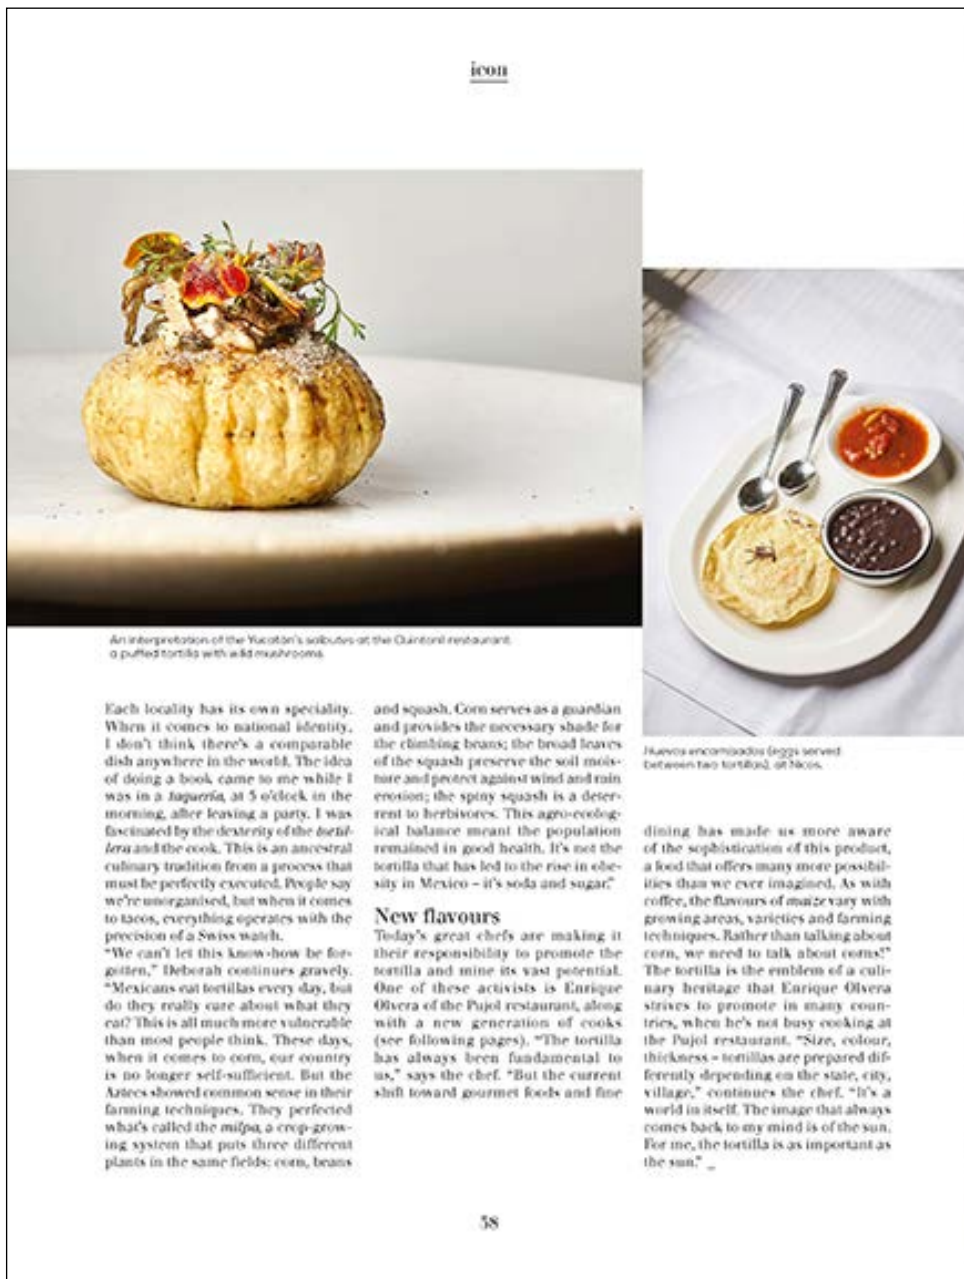 icon
An interpretation of the Yucatán's salbutes at the Quintonil restaurant:
a puffed tortilla with wild mushrooms.
Huevos encamisados (eggs served
between two tortillas), at Nicos.
Each locality has its own speciality.
When it comes to national identity,
I don't think there's a comparable
dish anywhere in the world. The idea
of doing a book came to me while I
was in a taquería, at 5 o'clock in the
morning, after leaving a party. I was
fascinated by the dexterity of the tortil-
lera and the cook. This is an ancestral
culinary tradition from a process that
must be perfectly executed. People say
we're unorganised, but when it comes
to tacos, everything operates with the
precision of a Swiss watch.
“We can't let this know-how be for-
gotten,” Deborah continues gravely.
“Mexicans eat tortillas every day, but
do they really care about what they
eat? This is all much more vulnerable
than most people think. These days,
when it comes to corn, our country
is no longer self-sufficient. But the
Aztecs showed common sense in their
farming techniques. They perfected
what's called the milpa, a crop-grow-
ing system that puts three different
plants in the same fields: corn, beans
and squash. Corn serves as a guardian
and provides the necessary shade for
the climbing beans; the broad leaves
of the squash preserve the soil mois-
ture and protect against wind and rain
erosion; the spiny squash is a deter-
rent to herbivores. This agro-ecolog-
ical balance meant the population
remained in good health. It's not the
tortilla that has led to the rise in obe-
sity in Mexico – it's soda and sugar.”
New flavours
Today's great chefs are making it
their responsibility to promote the
tortilla and mine its vast potential.
One of these activists is Enrique
Olvera of the Pujol restaurant, along
with a new generation of cooks
(see following pages). “The tortilla
has always been fundamental to
us,” says the chef. “But the current
shift toward gourmet foods and fine
dining has made us more aware
of the sophistication of this product,
a food that offers many more possibil-
ities than we ever imagined. As with
coffee, the flavours of maize vary with
growing areas, varieties and farming
techniques. Rather than talking about
corn, we need to talk about corns!”
The tortilla is the emblem of a culi-
nary heritage that Enrique Olvera
strives to promote in many coun-
tries, when he's not busy cooking at
the Pujol restaurant. “Size, colour,
thickness – tortillas are prepared dif-
ferently depending on the state, city,
village,” continues the chef. “It's a
world in itself. The image that always
comes back to my mind is of the sun.
For me, the tortilla is as important as
the sun.” _
58